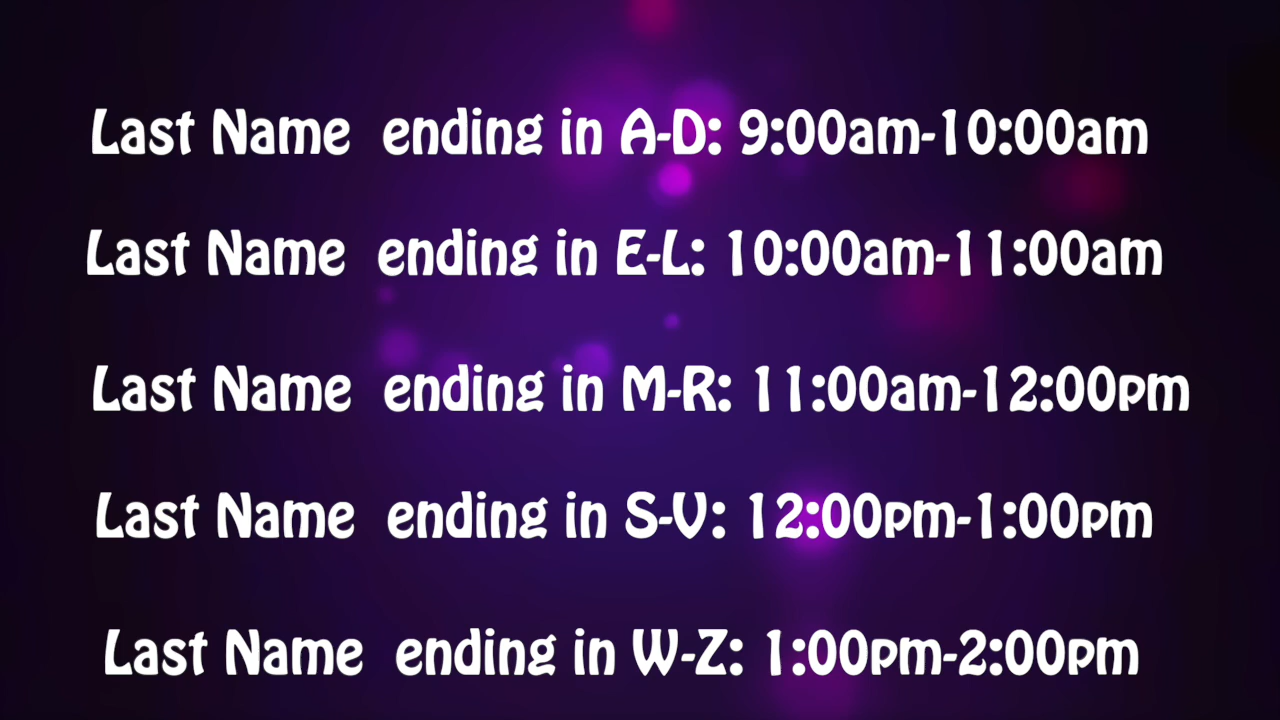 Last Name ending in A-D: 9:00am-10:00am
Last Name ending in E-L: 10:00am-11:00am
Last Name ending in M-R: 11:00am-12:00pm
Last Name ending in S-V: 12:00pm-1:00pm
Last Name ending in W-Z: 1:00pm-2:00pm